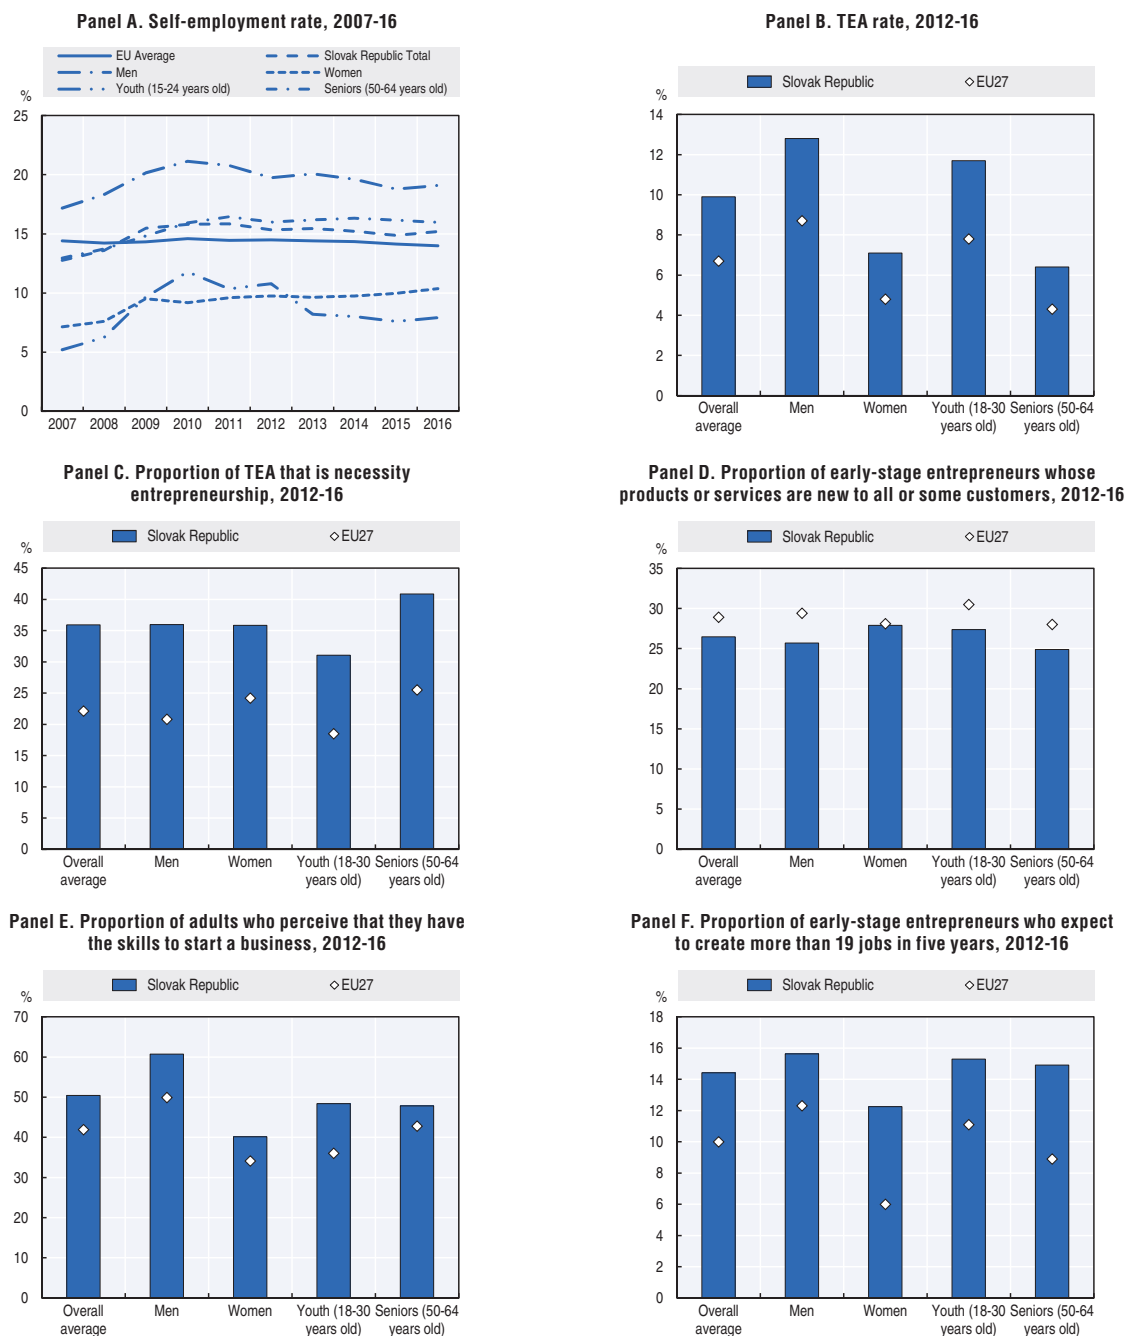 Panel A. Self-employment rate, 2007-16
EU Average
Slovak Republic Total
Men
Women
Youth (15-24 years old)
Seniors (50-64 years old)
%
25
20
15
10
5
0
2007 2008 2009 2010 2011 2012 2013 2014 2015 2016
Panel B. TEA rate, 2012-16
Slovak Republic
EU27
%
14
12
10
8
6
4
2
0
Overall average
Men
Women
Youth (18-30 years old)
Seniors (50-64 years old)
Panel C. Proportion of TEA that is necessity
entrepreneurship, 2012-16
Slovak Republic
EU27
%
45
40
35
30
25
20
15
10
5
0
Overall average
Men
Women
Youth (18-30 years old)
Seniors (50-64 years old)
Panel D. Proportion of early-stage entrepreneurs whose
products or services are new to all or some customers, 2012-16
Slovak Republic
EU27
%
35
30
25
20
15
10
5
0
Overall average
Men
Women
Youth (18-30 years old)
Seniors (50-64 years old)
Panel E. Proportion of adults who perceive that they have
the skills to start a business, 2012-16
Slovak Republic
EU27
%
70
60
50
40
30
20
10
0
Overall average
Men
Women
Youth (18-30 years old)
Seniors (50-64 years old)
Panel F. Proportion of early-stage entrepreneurs who expect
to create more than 19 jobs in five years, 2012-16
Slovak Republic
EU27
%
18
16
14
12
10
8
6
4
2
0
Overall average
Men
Women
Youth (18-30 years old)
Seniors (50-64 years old)